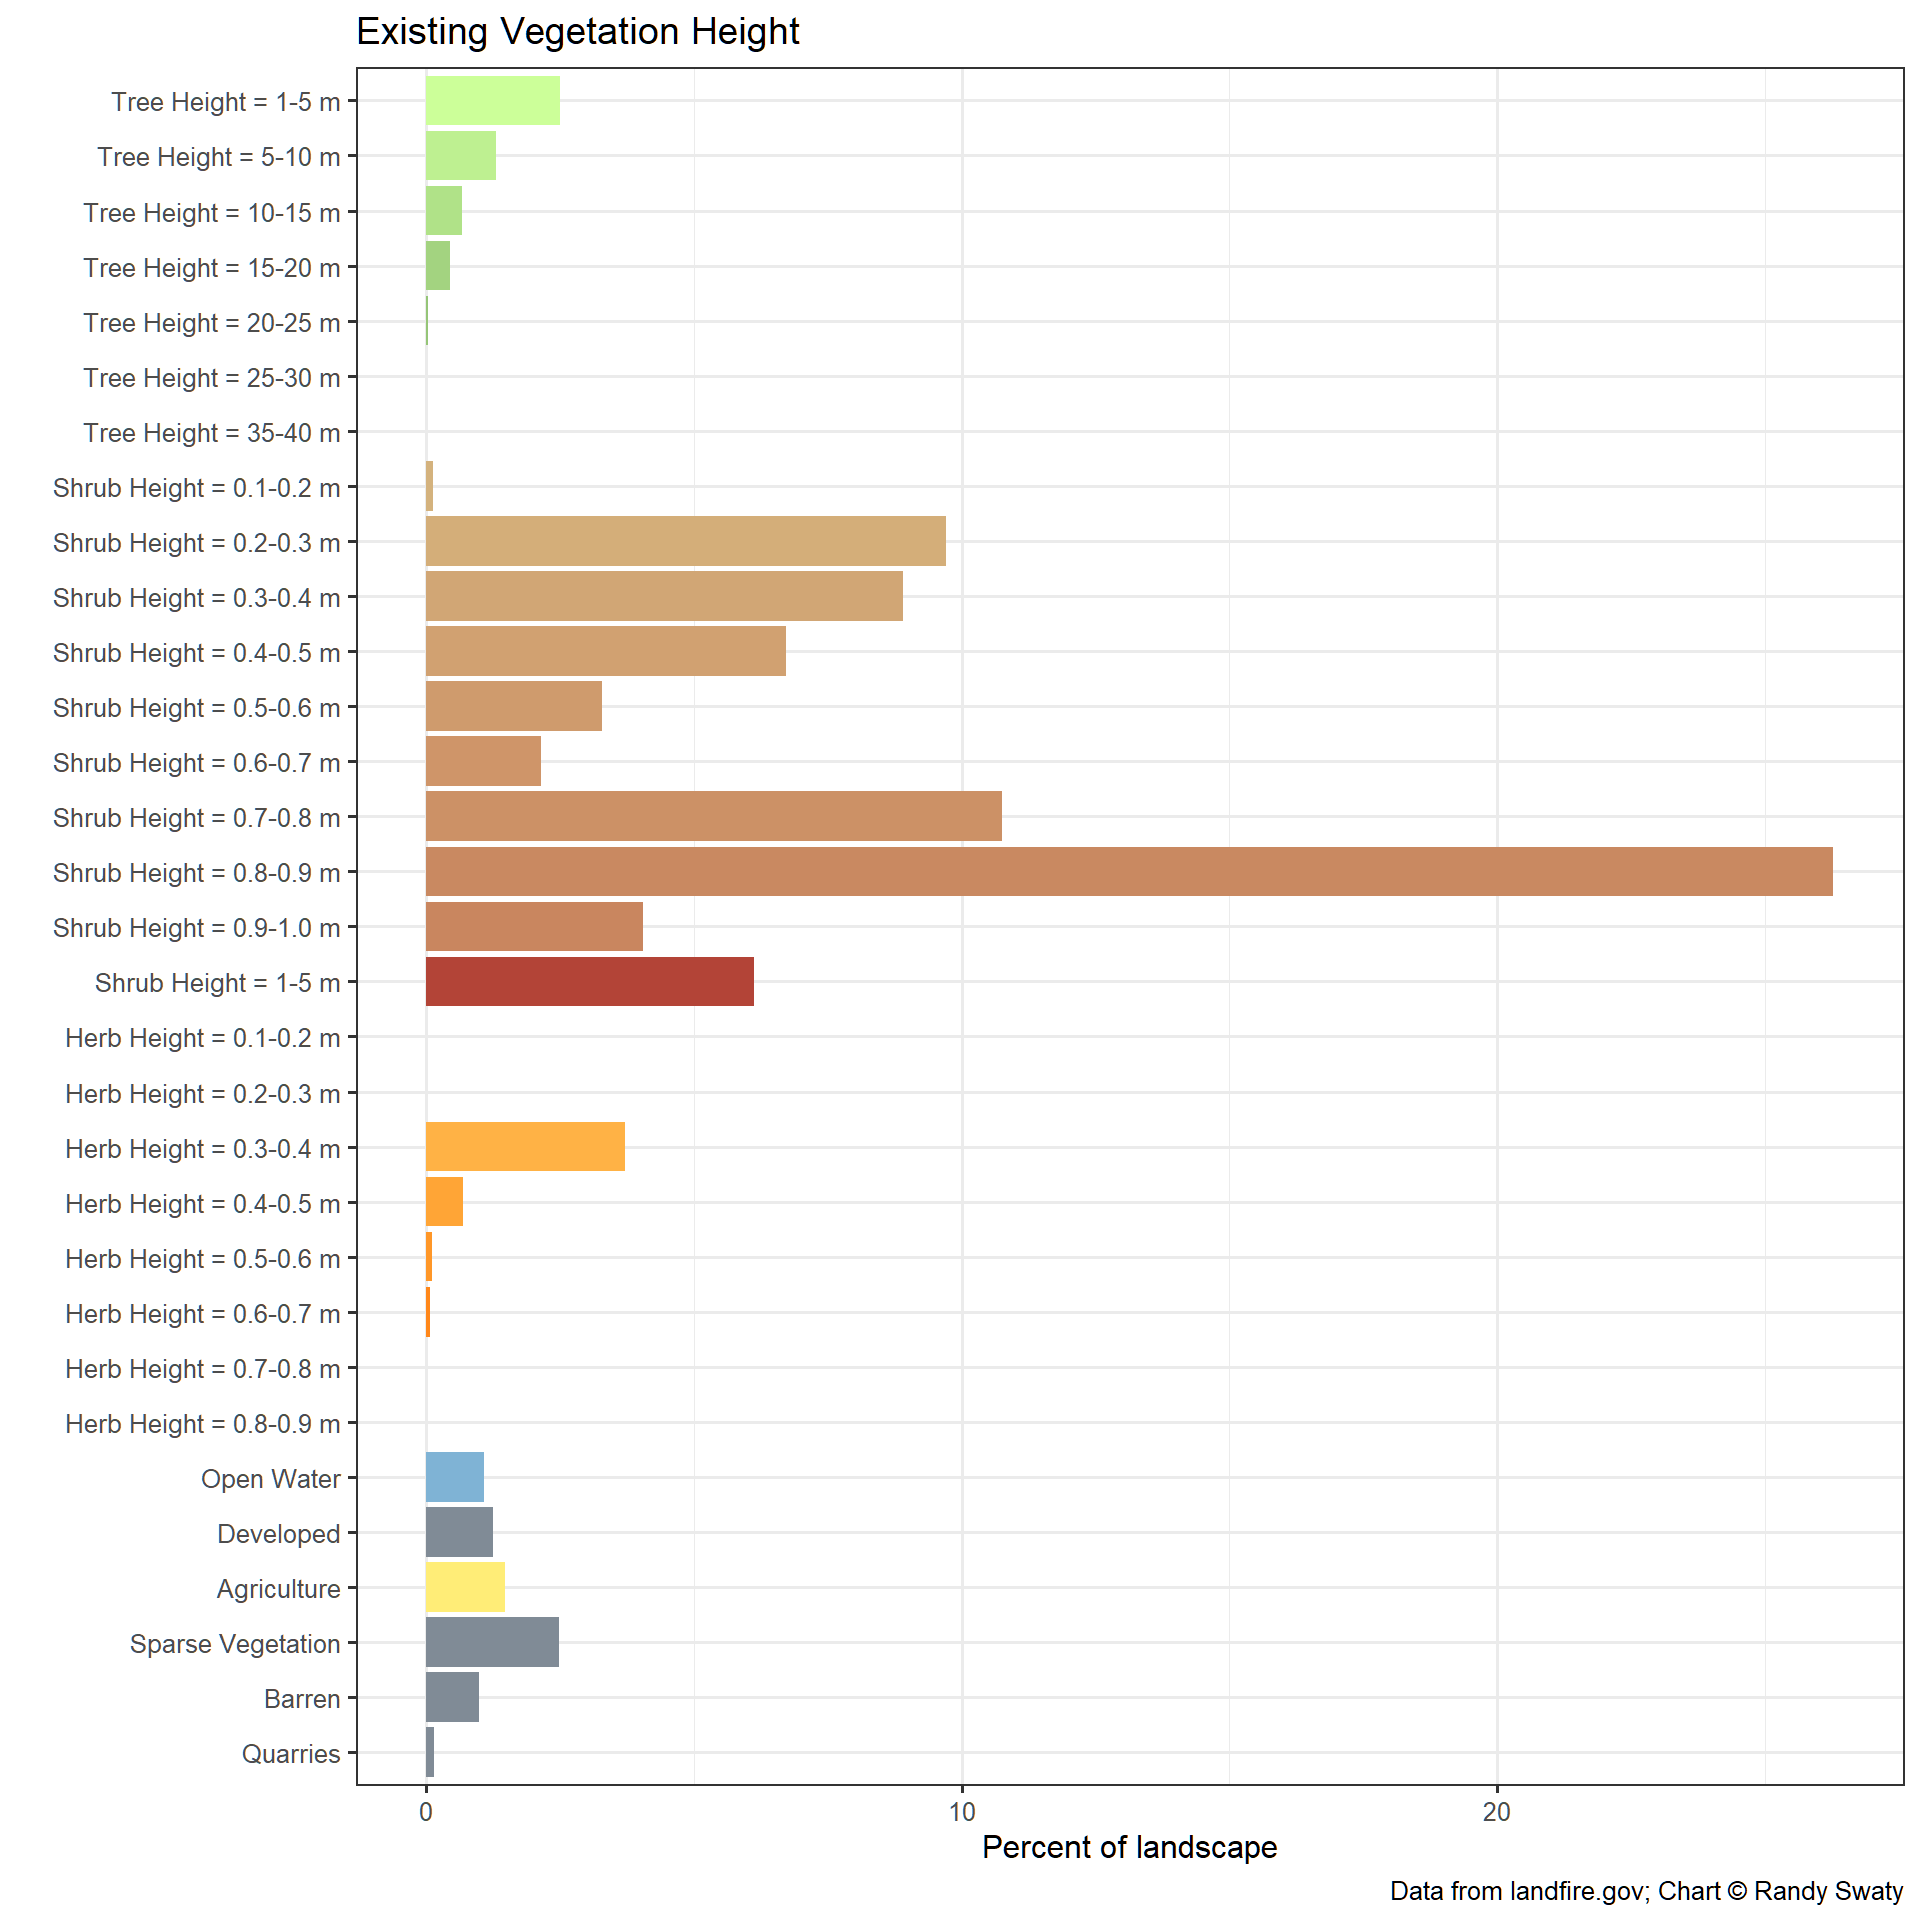 Existing Vegetation Height
Tree Height = 1-5 m
Tree Height = 5-10 m
Tree Height = 10-15 m
Tree Height = 15-20 m
Tree Height = 20-25 m
Tree Height = 25-30 m
Tree Height = 35-40 m
Shrub Height = 0.1-0.2 m
Shrub Height = 0.2-0.3 m
Shrub Height = 0.3-0.4 m
Shrub Height = 0.4-0.5 m
Shrub Height = 0.5-0.6 m
Shrub Height = 0.6-0.7 m
Shrub Height = 0.7-0.8 m
Shrub Height = 0.8-0.9 m
Shrub Height = 0.9-1.0 m
Shrub Height = 1-5 m
Herb Height = 0.1-0.2 m
Herb Height = 0.2-0.3 m
Herb Height = 0.3-0.4 m
Herb Height = 0.4-0.5 m
Herb Height = 0.5-0.6 m
Herb Height = 0.6-0.7 m
Herb Height = 0.7-0.8 m
Herb Height = 0.8-0.9 m
Open Water
Developed
Agriculture
Sparse Vegetation
Barren
Quarries
0 10 20
Percent of landscape
Data from landfire.gov; Chart © Randy Swaty